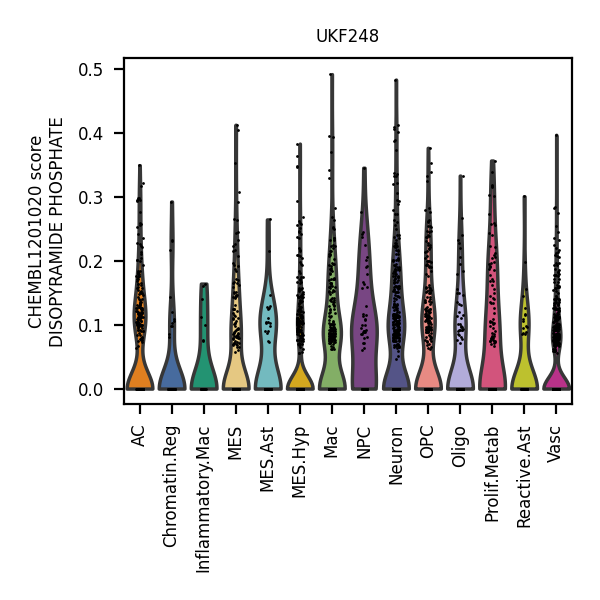 UKF248
CHEMBL1201020 score
DISOPYRAMIDE PHOSPHATE
0.5
0.4
0.3
0.2
0.1
0.0
AC
Chromatin.Reg
Inflammatory.Mac
MES
MES.Ast
MES.Hyp
Mac
NPC
Neuron
OPC
Oligo
Prolif.Metab
Reactive.Ast
Vasc